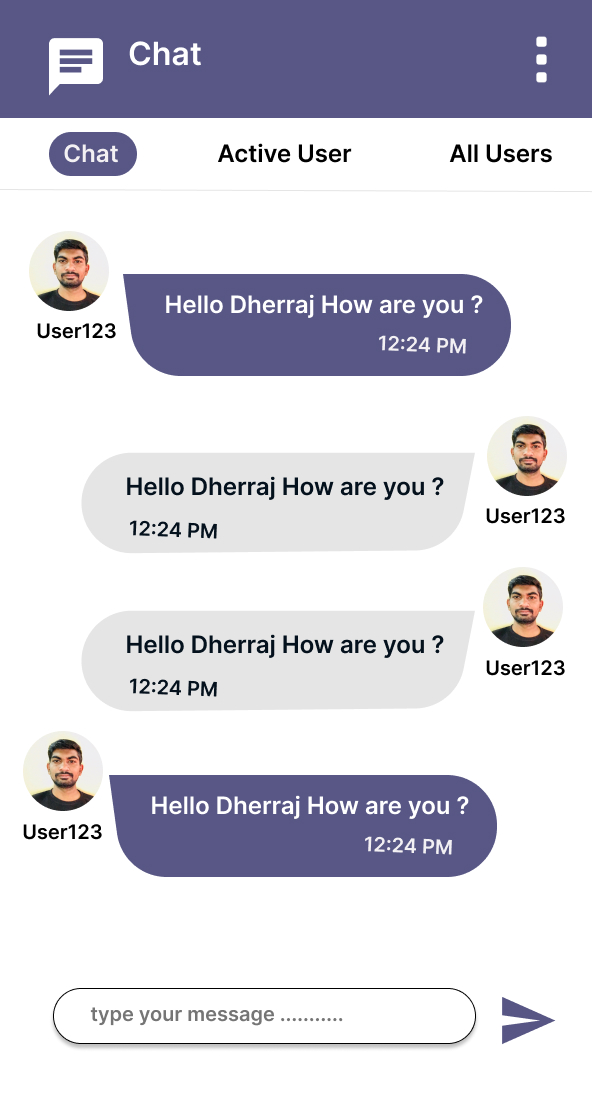 Chat
Chat Active User All Users
Hello Dherraj How are you ?
12:24 PM
User123
Hello Dherraj How are you ?
12:24 PM
User123
Hello Dherraj How are you ?
12:24 PM
User123
Hello Dherraj How are you ?
12:24 PM
User123
type your message ...........